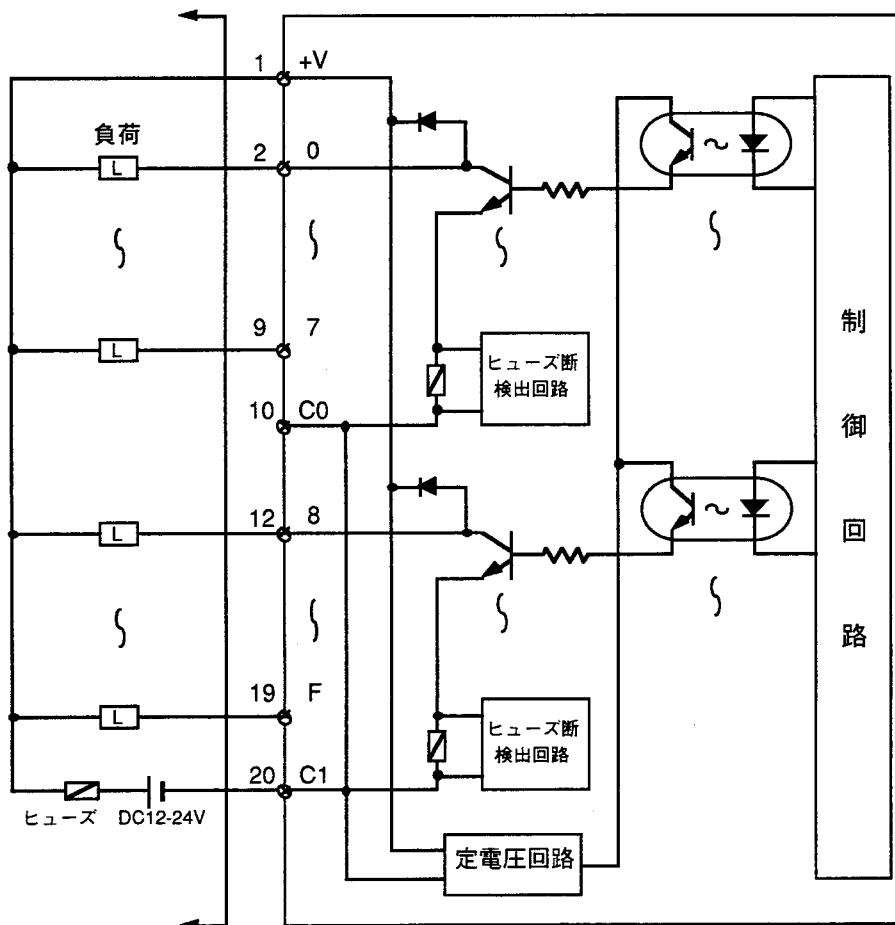 1 +V
負荷
L 2 0
L 9 7
ヒューズ断
検出回路
10 C0
L 12 8
L 19 F
ヒューズ断
検出回路
20 C1
ヒューズ DC12-24V
定電圧回路
制御回路